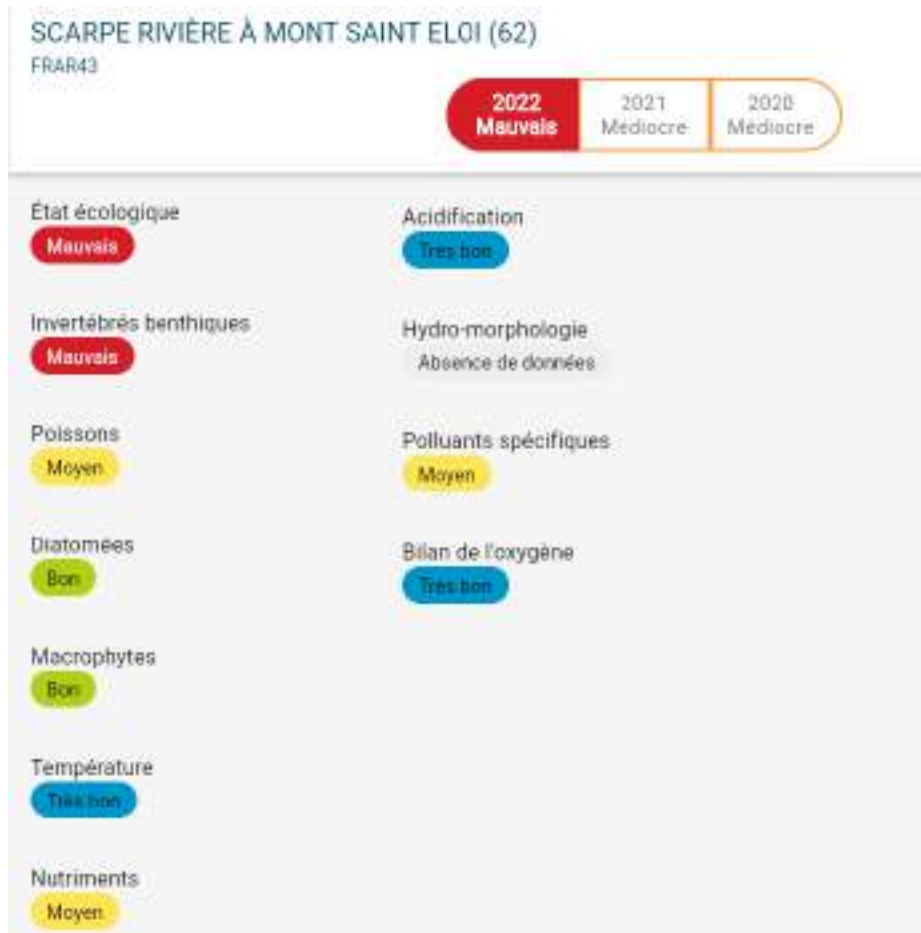 SCARPE RIVIÈRE À MONT SAINT ELOI (62)
FRAR43
2022
Mauvais
2021
Médiocre
2020
Médiocre
État écologique
Mauvais
Invertébrés benthiques
Mauvais
Poissons
Moyen
Diatomées
Bon
Macrophytes
Bon
Température
Très bon
Nutriments
Moyen
Acidification
Très bon
Hydro-morphologie
Absence de données
Polluants spécifiques
Moyen
Bilan de l'oxygène
Très bon